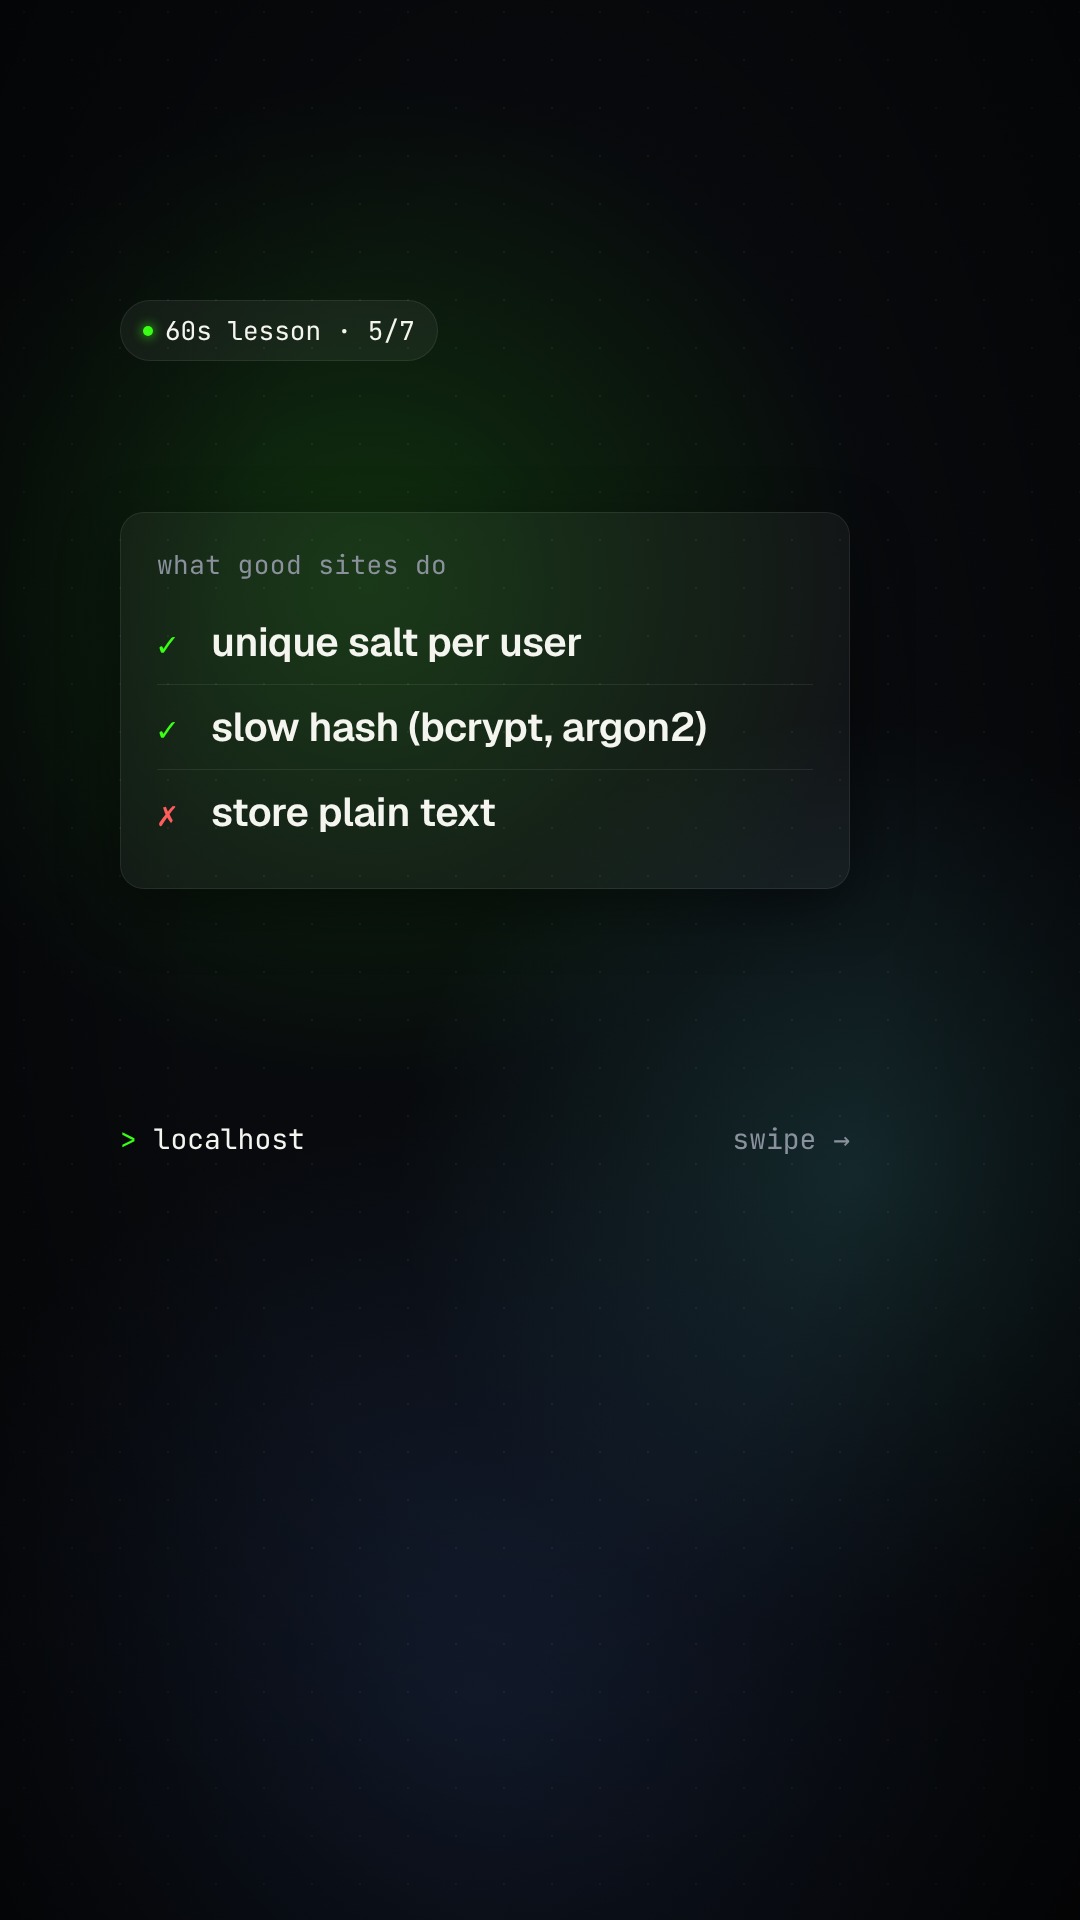 60s lesson · 5/7
what good sites do
✓ unique salt per user
✓ slow hash (bcrypt, argon2)
✗ store plain text
> localhost
swipe →